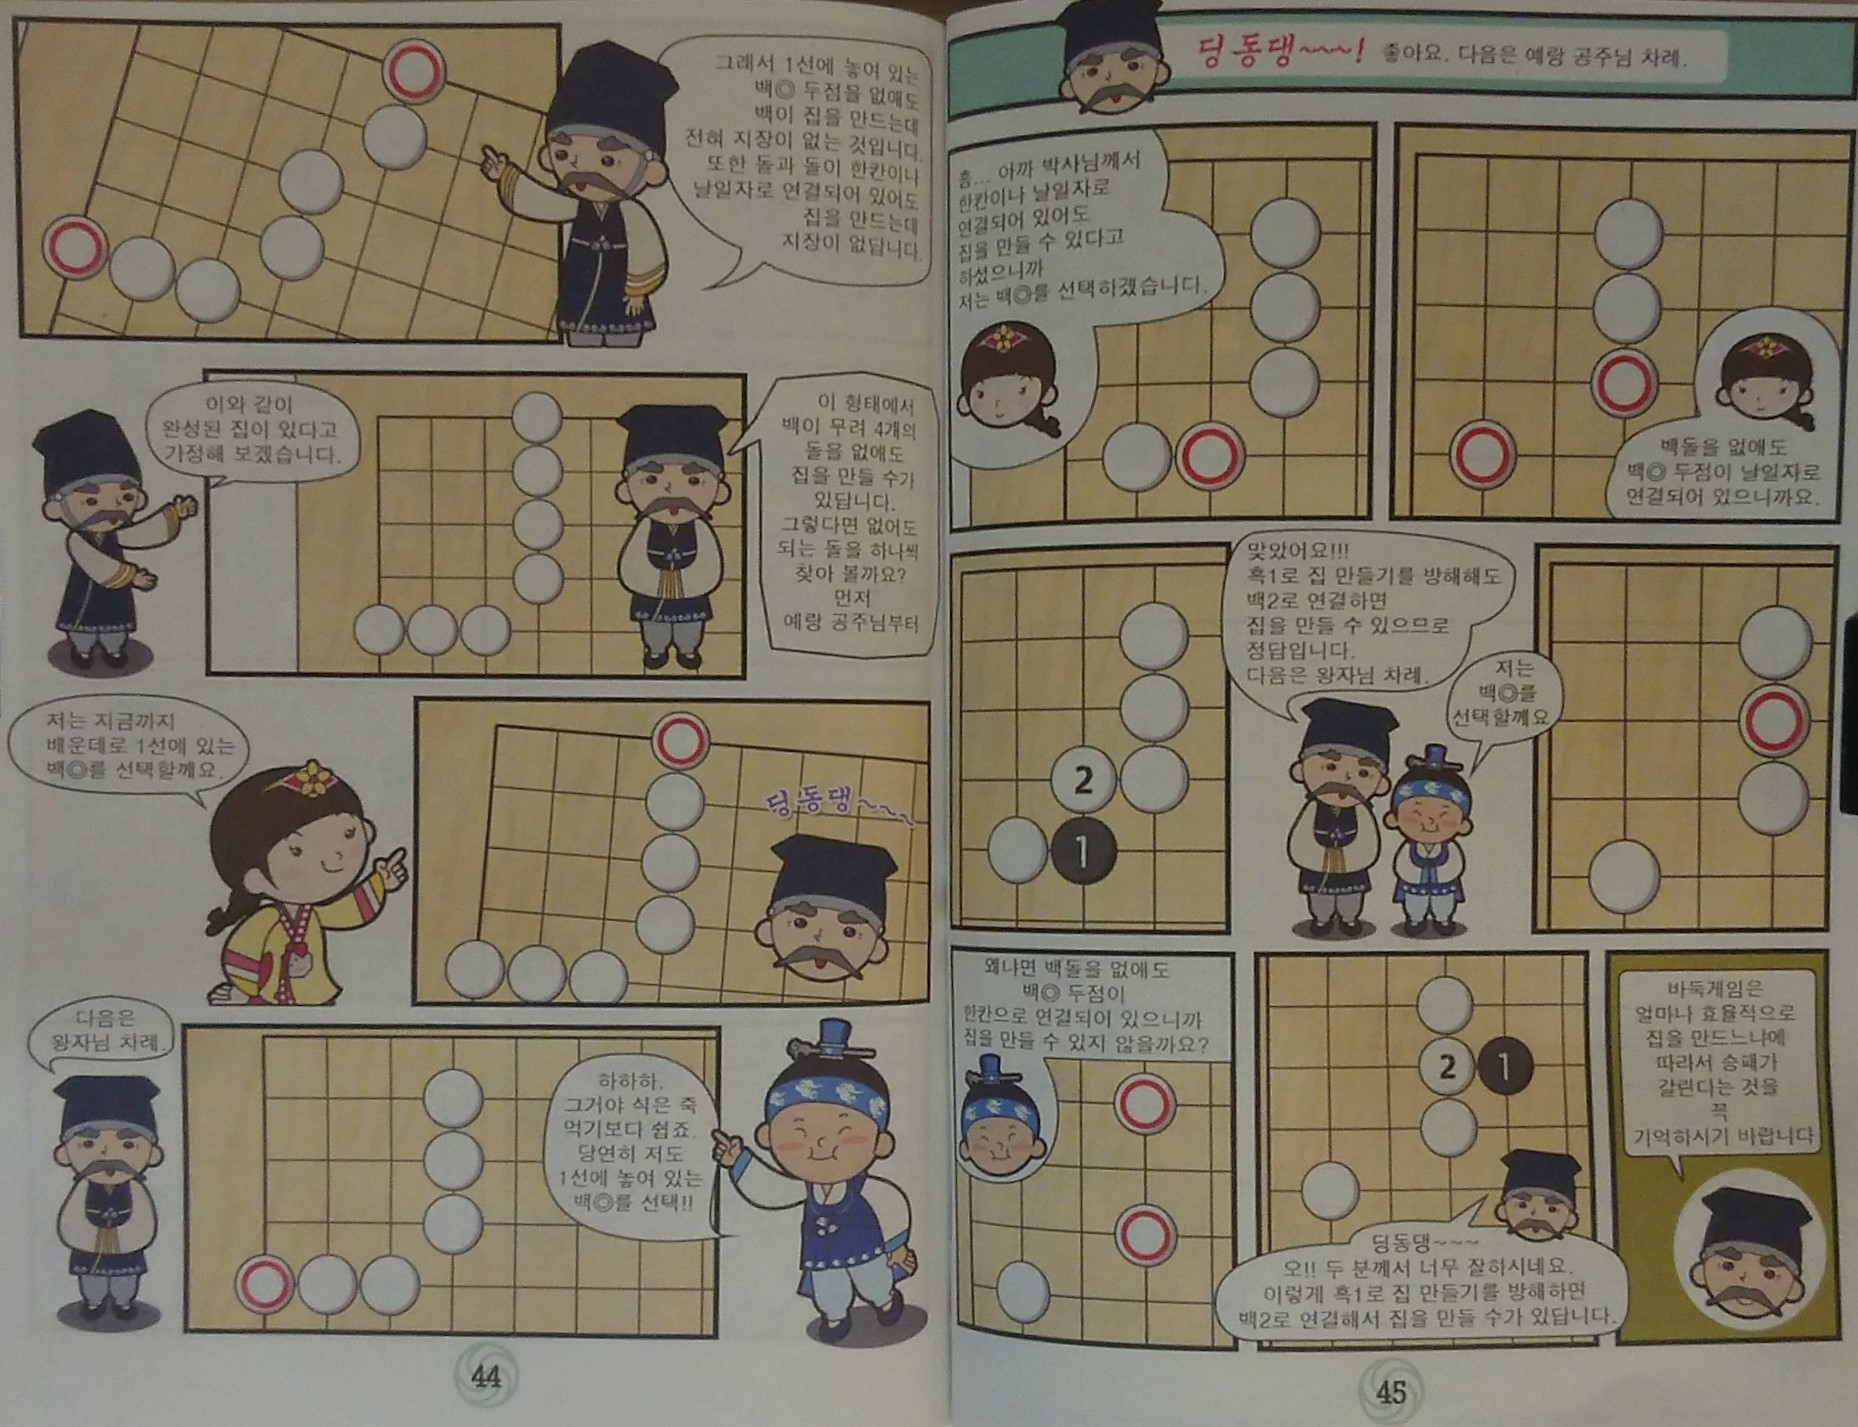 그래서 1선에 놓여 있는
백◎ 두점을 없애도
백이 집을 만드는데
전혀 지장이 없는 것입니다.
또한 돌과 돌이 한칸이나
날일자로 연결되어 있어도
집을 만드는데
지장이 없답니다.
이와 같이
완성된 집이 있다고
가정해 보겠습니다.
이 형태에서
백이 무려 4개의
돌을 없애도
집을 만들 수가
있답니다.
그렇다면 없어도
되는 돌을 하나씩
찾아 볼까요?
먼저
예랑 공주님부터
저는 지금까지
배운데로 1선에 있는
백◎를 선택할께요.
딩동댕~~~
다음은
왕자님 차례.
하하하.
그거야 식은 죽
먹기보다 쉽죠.
당연히 저도
1선에 놓여 있는
백◎를 선택!!
44
딩동댕~~~! 좋아요. 다음은 예랑 공주님 차례.
흠... 아까 박사님께서
한칸이나 날일자로
연결되어 있어도
집을 만들 수 있다고
하셨으니까
저는 백◎를 선택하겠습니다.
백돌을 없애도
백◎ 두점이 날일자로
연결되어 있으니까요.
맞았어요!!!
흑1로 집 만들기를 방해해도
백2로 연결하면
집을 만들 수 있으므로
정답입니다.
다음은 왕자님 차례.
2
1
저는
백◎를
선택할께요
왜냐면 백돌을 없애도
백◎ 두점이
한칸으로 연결되어 있으니까
집을 만들 수 있지 않을까요?
2 1
딩동댕~~~
오!! 두 분께서 너무 잘하시네요.
이렇게 흑1로 집 만들기를 방해하면
백2로 연결해서 집을 만들 수가 있답니다.
바둑게임은
얼마나 효율적으로
집을 만드느냐에
따라서 승패가
갈린다는 것을
꼭
기억하시기 바랍니다
45